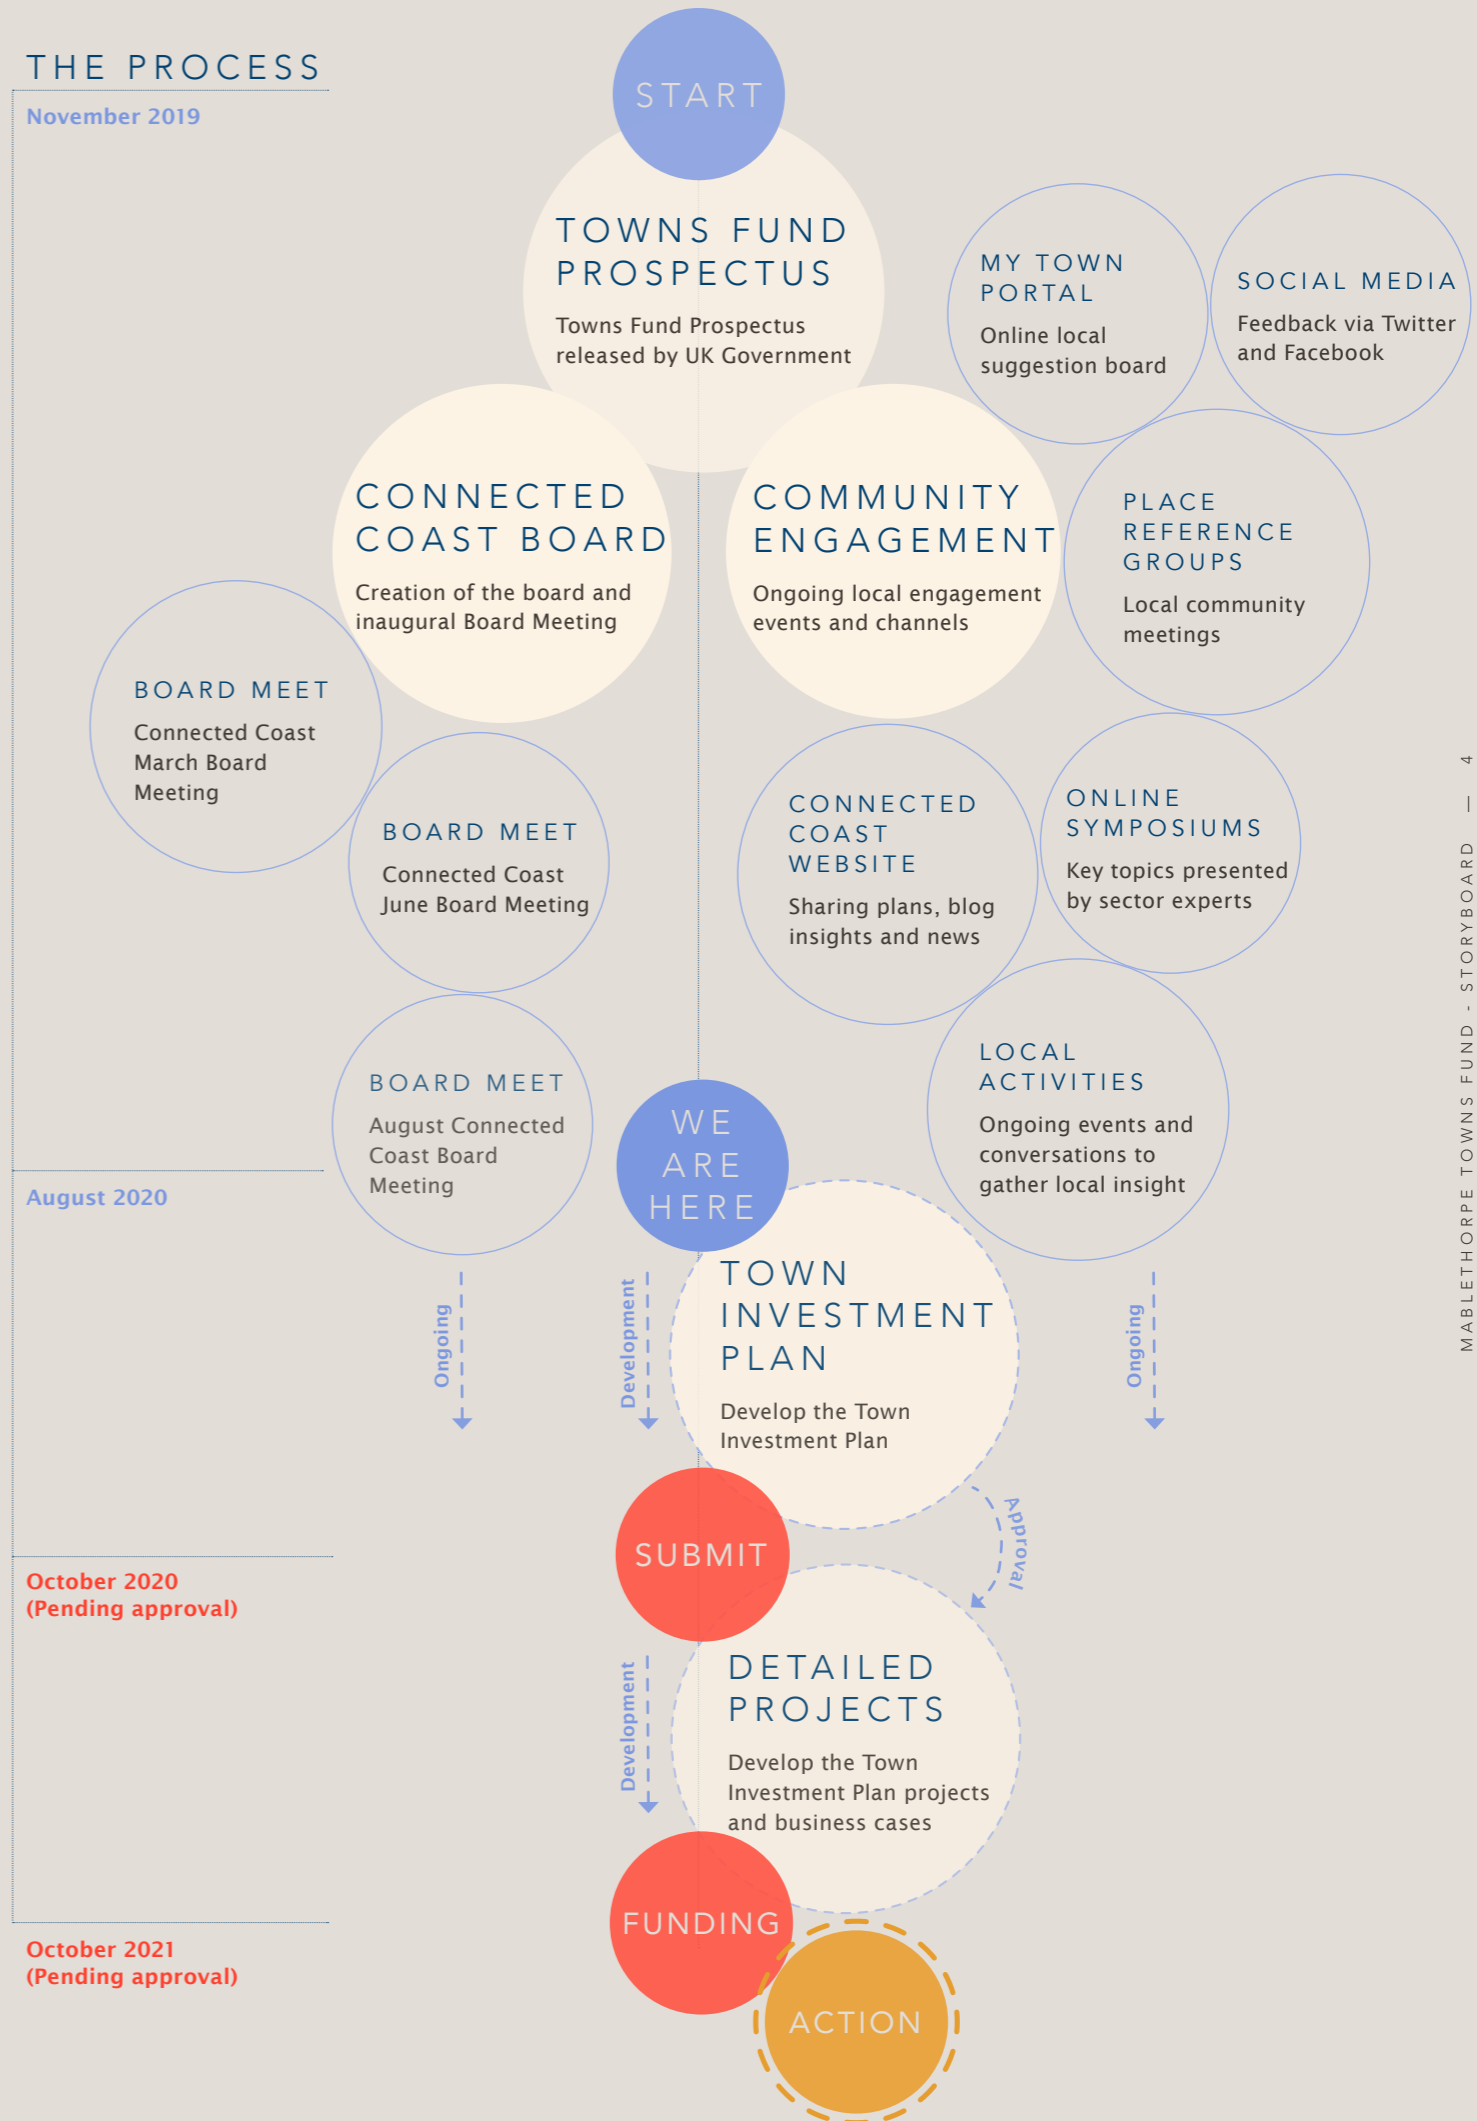 THE PROCESS
November 2019
START
TOWNS FUND
PROSPECTUS
Towns Fund Prospectus
released by UK Government
MY TOWN
PORTAL
Online local
suggestion board
SOCIAL MEDIA
Feedback via Twitter
and Facebook
CONNECTED
COAST BOARD
Creation of the board and
inaugural Board Meeting
COMMUNITY
ENGAGEMENT
Ongoing local engagement
events and channels
PLACE
REFERENCE
GROUPS
Local community
meetings
BOARD MEET
Connected Coast
March Board
Meeting
BOARD MEET
Connected Coast
June Board Meeting
CONNECTED
COAST
WEBSITE
Sharing plans, blog
insights and news
ONLINE
SYMPOSIUMS
Key topics presented
by sector experts
BOARD MEET
August Connected
Coast Board
Meeting
WE
ARE
HERE
LOCAL
ACTIVITIES
Ongoing events and
conversations to
gather local insight
August 2020
Ongoing
Development
TOWN
INVESTMENT
PLAN
Develop the Town
Investment Plan
Ongoing
Approval
SUBMIT
October 2020
(Pending approval)
Development
DETAILED
PROJECTS
Develop the Town
Investment Plan projects
and business cases
FUNDING
October 2021
(Pending approval)
ACTION
MABLETHORPE TOWNS FUND - STORYBOARD — 4